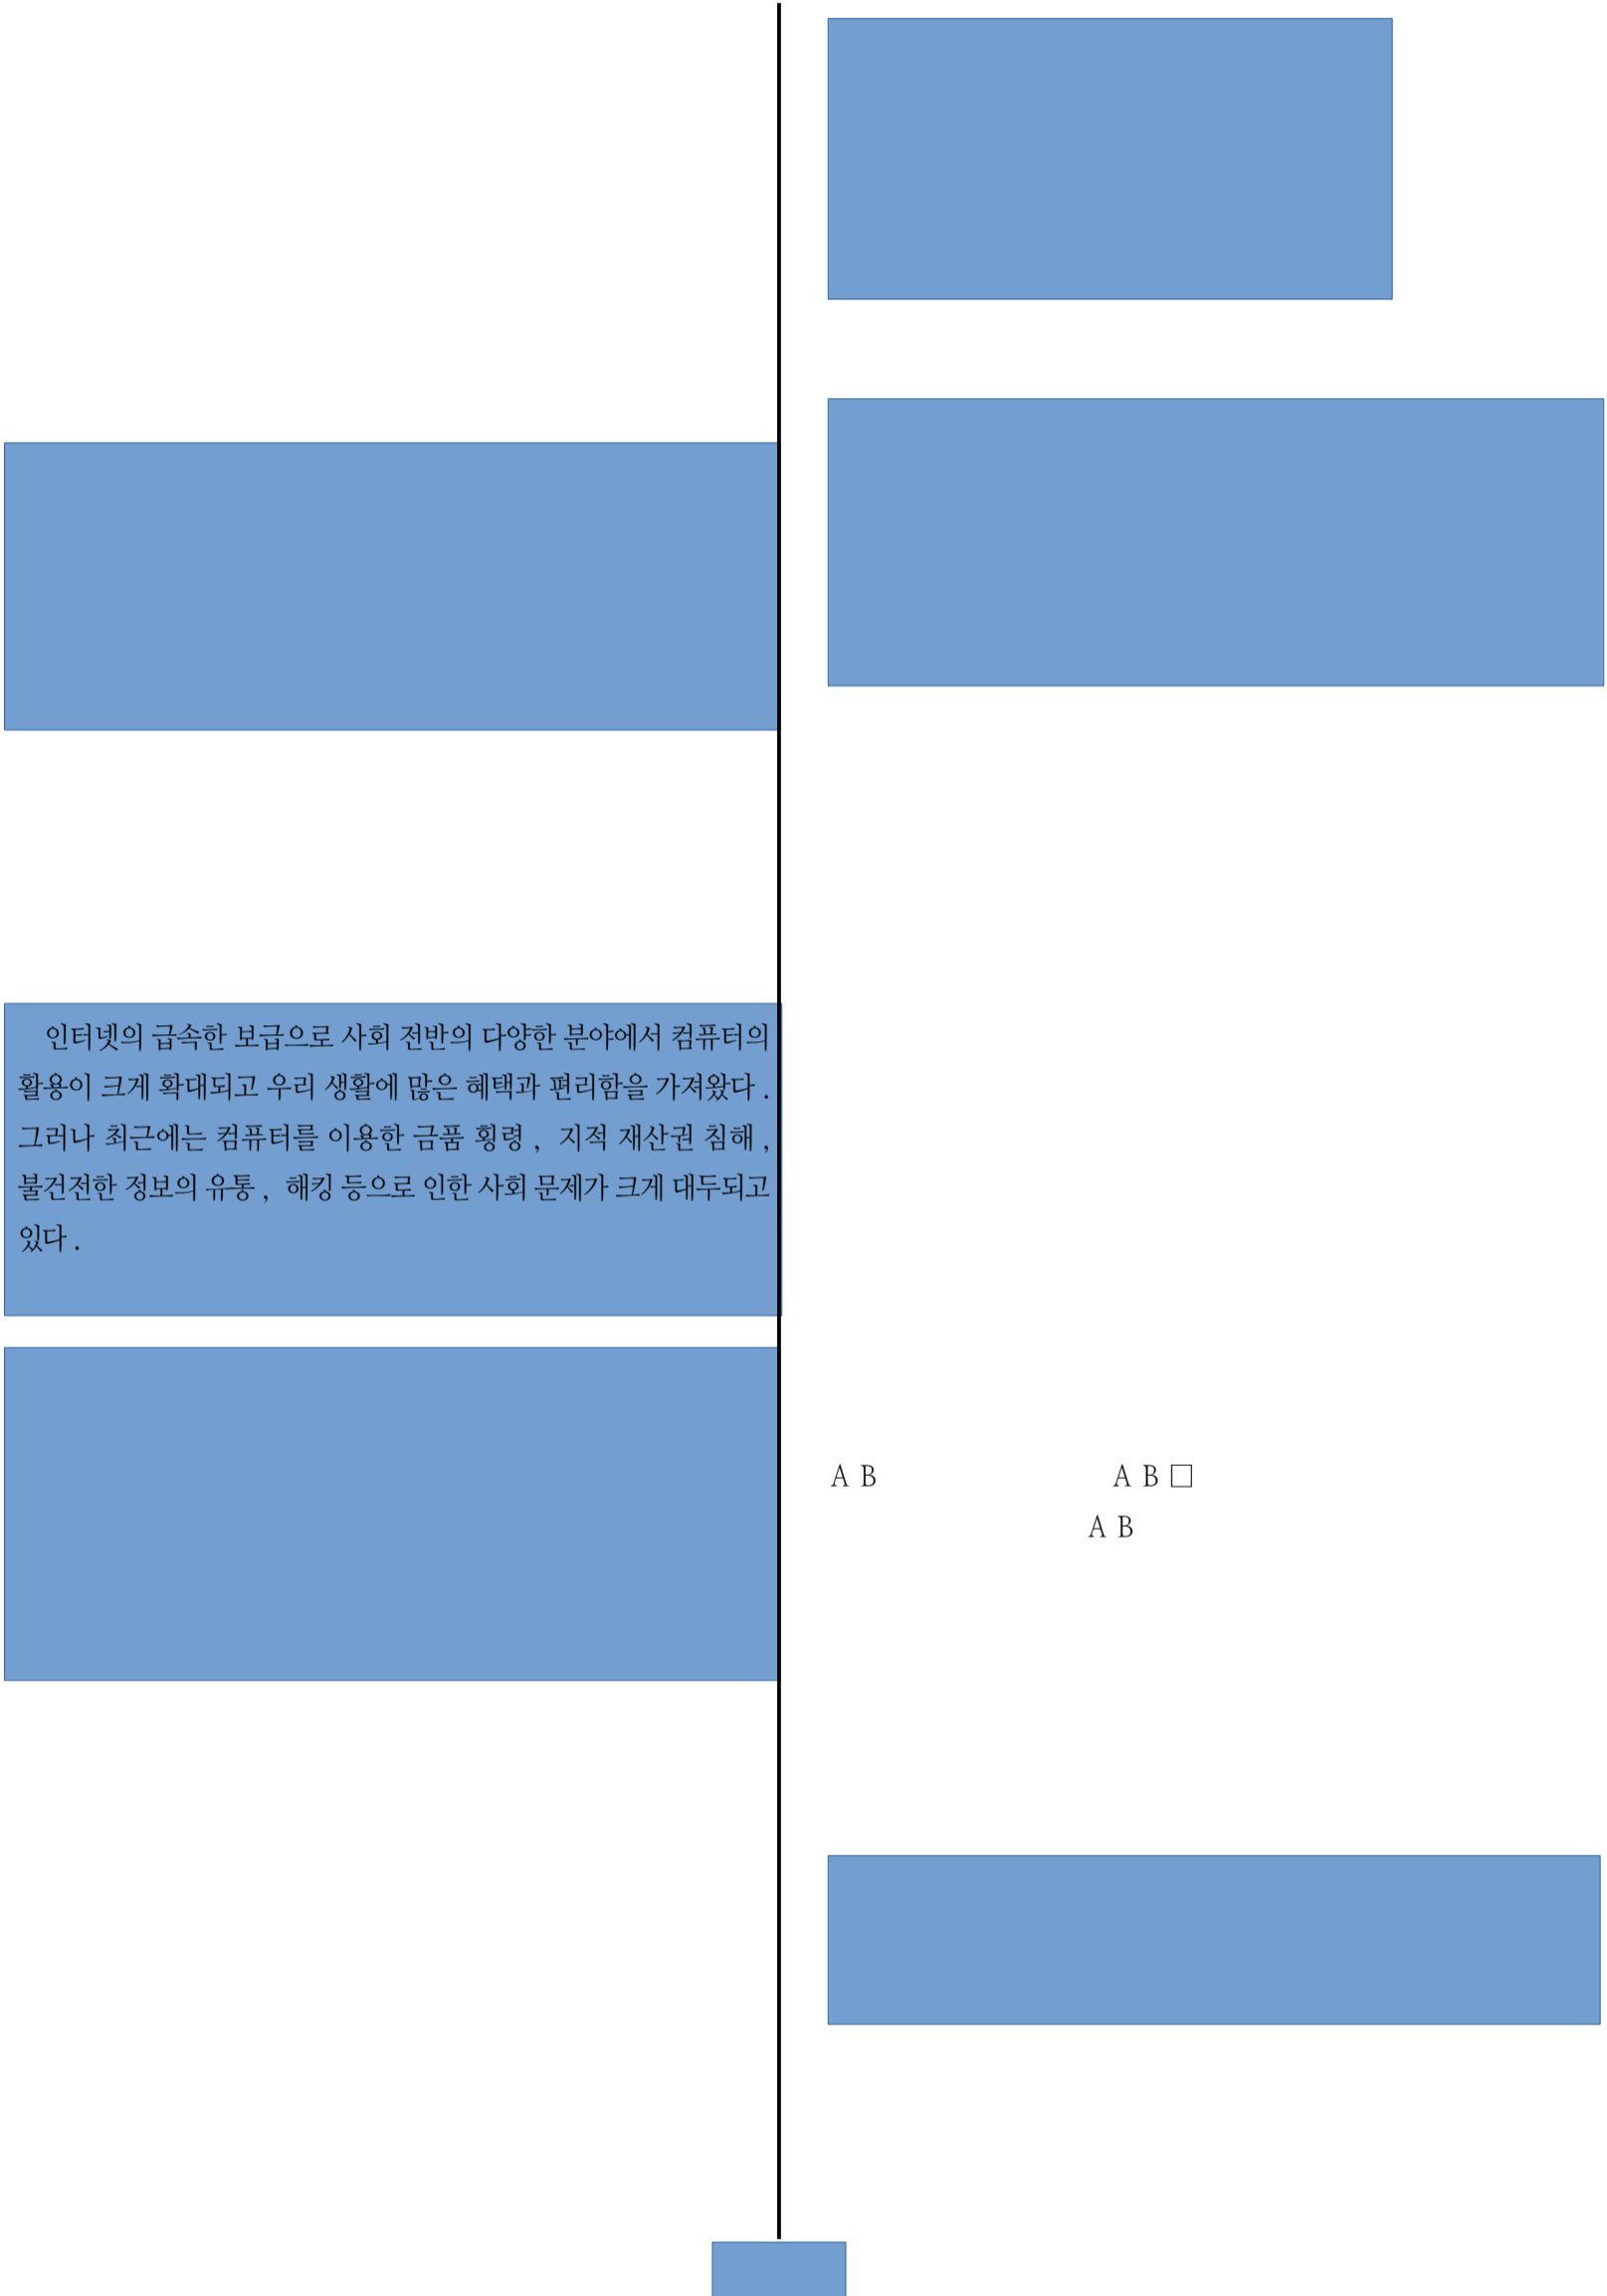 인터넷의 급속한 보급으로 사회 전반의 다양한 분야에서 컴퓨터의
활용이 크게 확대되고 우리 생활에 많은 혜택과 편리함을 가져왔다 .
그러나 최근에는 컴퓨터를 이용한 금품 횡령 , 지적 재산권 침해 ,
불건전한 정보의 유통 , 해킹 등으로 인한 사회 문제가 크게 대두되고
있다 .
A B A B □
A B